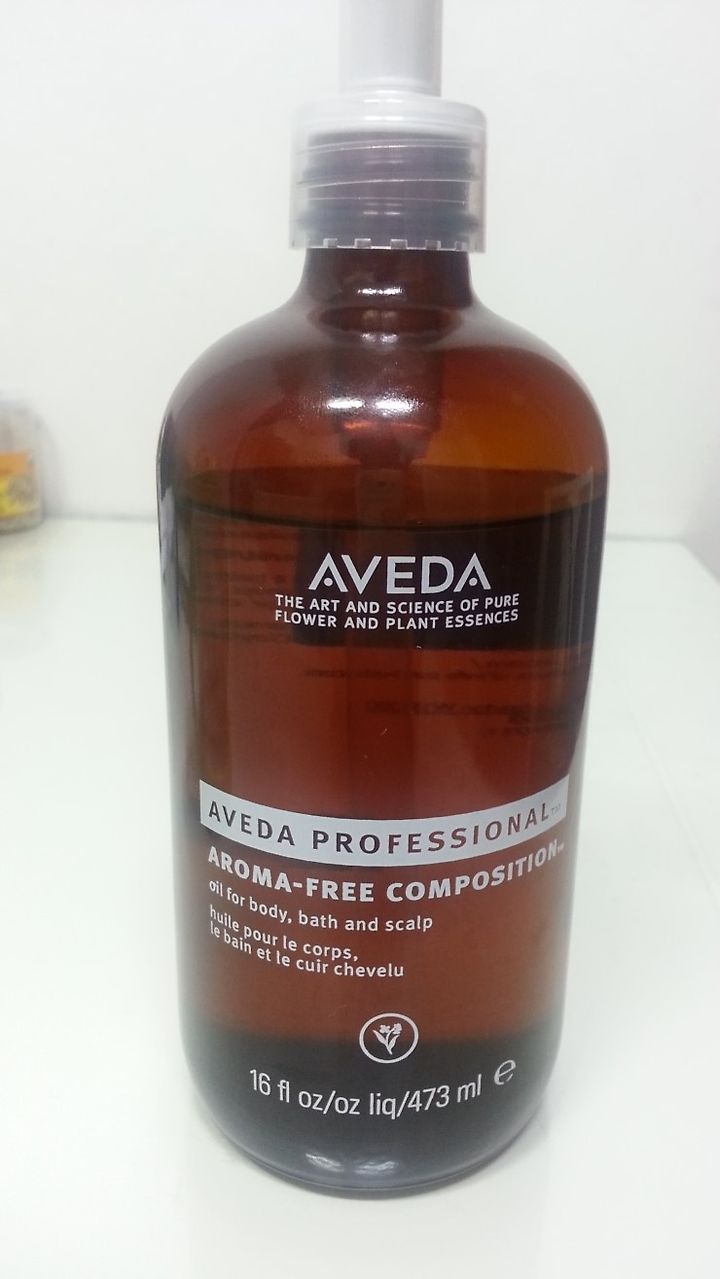 AVEDA
THE ART AND SCIENCE OF PURE
FLOWER AND PLANT ESSENCES
AVEDA PROFESSIONAL™
AROMA-FREE COMPOSITION™
oil for body, bath and scalp
huile pour le corps,
le bain et le cuir chevelu
16 fl oz/oz liq/473 ml ℮